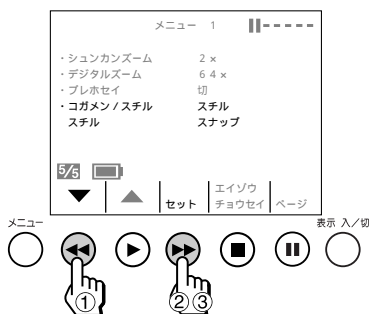 メニュー 1
・シュンカンズーム 2×
・デジタルズーム 64×
・ブレホセイ 切
・コガメン/スチル スチル
スチル スナップ
5/5
セット エイゾウ チョウセイ ページ
メニュー 表示 入/切
① ②③